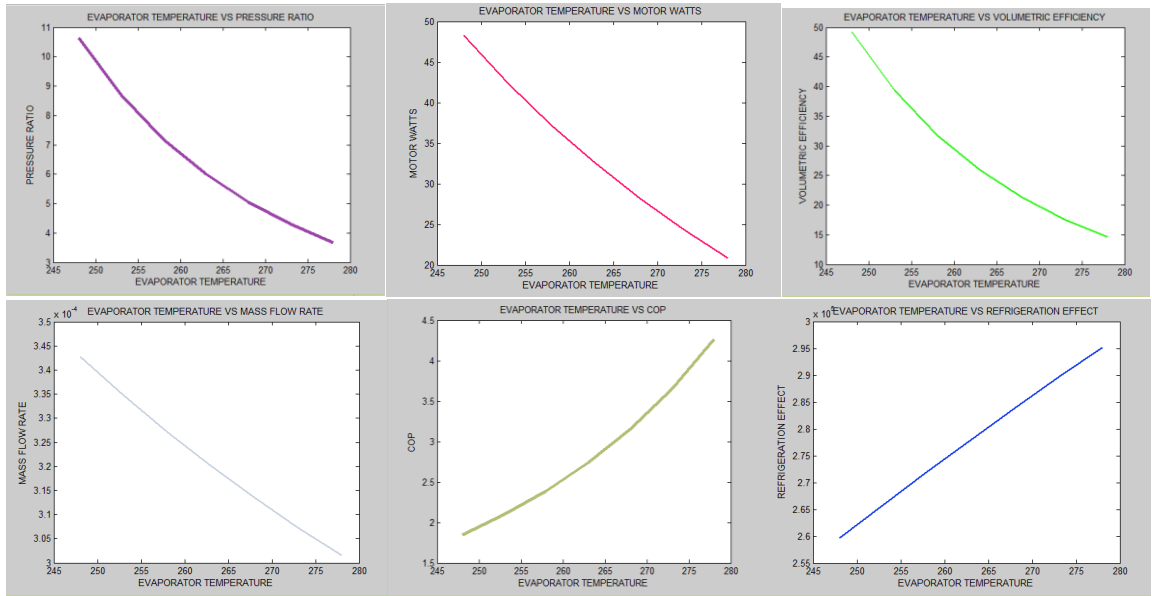 EVAPORATOR TEMPERATURE VS PRESSURE RATIO
11
10
9
8
7
6
5
4
3
PRESSURE RATIO
245 250 255 260 265 270 275 280
EVAPORATOR TEMPERATURE
EVAPORATOR TEMPERATURE VS MOTOR WATTS
50
45
40
35
30
25
20
MOTOR WATTS
245 250 255 260 265 270 275 280
EVAPORATOR TEMPERATURE
EVAPORATOR TEMPERATURE VS VOLUMETRIC EFFICIENCY
50
45
40
35
30
25
20
15
10
VOLUMETRIC EFFICIENCY
245 250 255 260 265 270 275 280
EVAPORATOR TEMPERATURE
EVAPORATOR TEMPERATURE VS MASS FLOW RATE
x 10⁻⁴
3.5
3.45
3.4
3.35
3.3
3.25
3.2
3.15
3.1
3.05
3
MASS FLOW RATE
245 250 255 260 265 270 275 280
EVAPORATOR TEMPERATURE
EVAPORATOR TEMPERATURE VS COP
4.5
4
3.5
3
2.5
2
1.5
COP
245 250 255 260 265 270 275 280
EVAPORATOR TEMPERATURE
EVAPORATOR TEMPERATURE VS REFRIGERATION EFFECT
x 10
3
2.95
2.9
2.85
2.8
2.75
2.7
2.65
2.6
2.55
REFRIGERATION EFFECT
245 250 255 260 265 270 275 280
EVAPORATOR TEMPERATURE